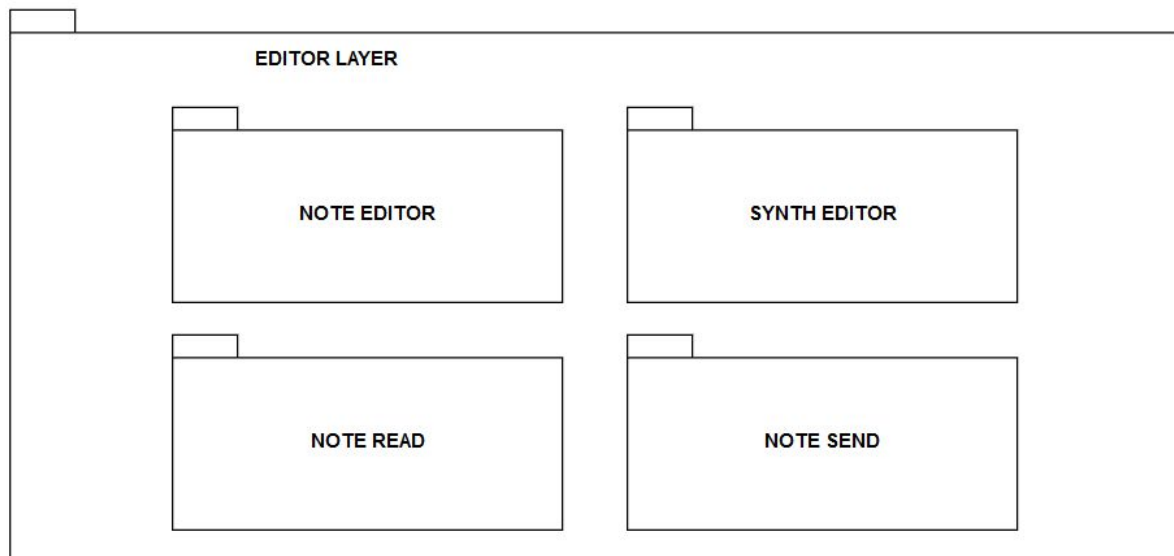 EDITOR LAYER
NOTE EDITOR
SYNTH EDITOR
NOTE READ
NOTE SEND